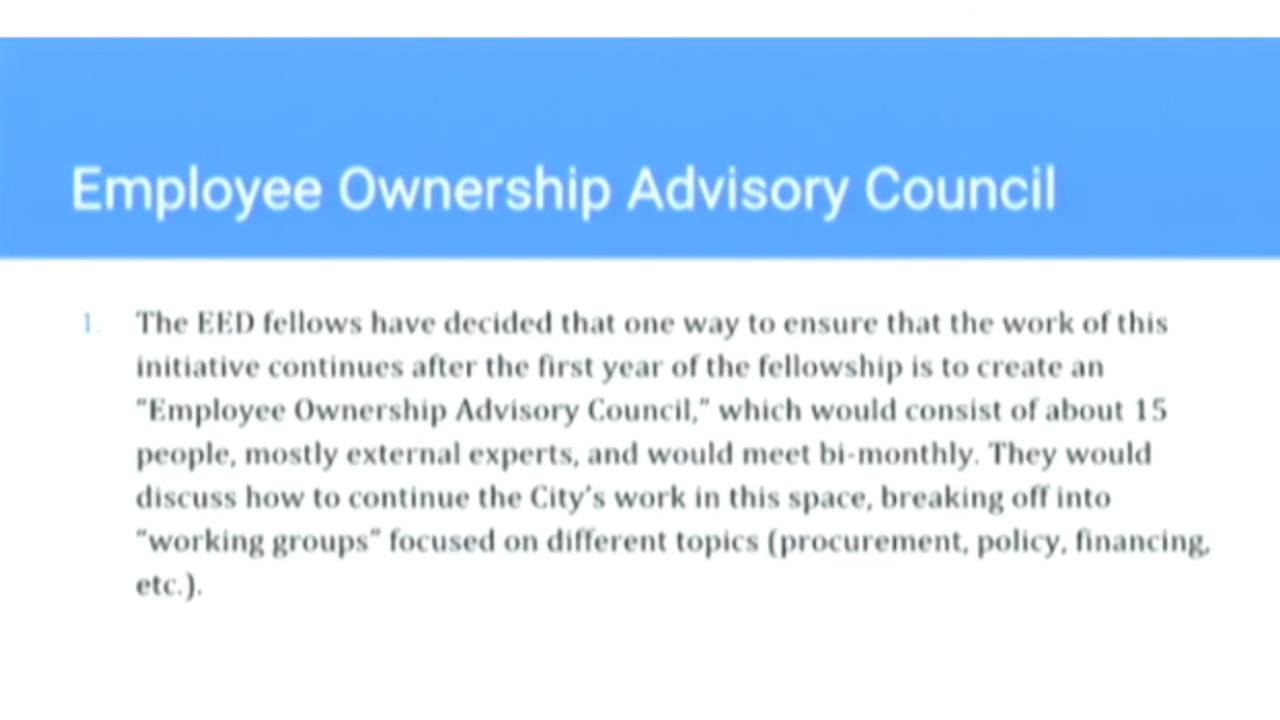 Employee Ownership Advisory Council
1. The EED fellows have decided that one way to ensure that the work of this
initiative continues after the first year of the fellowship is to create an
"Employee Ownership Advisory Council," which would consist of about 15
people, mostly external experts, and would meet bi-monthly. They would
discuss how to continue the City's work in this space, breaking off into
"working groups" focused on different topics (procurement, policy, financing,
etc.).